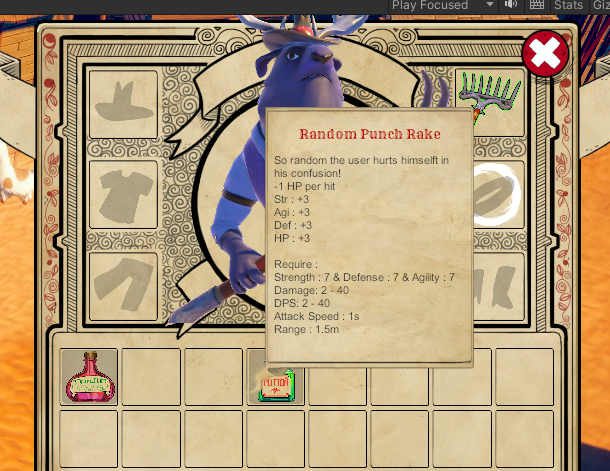 Play Focused
Stats
Giz
Random Punch Rake
So random the user hurts himselft in
his confusion!
-1 HP per hit
Str : +3
Agi : +3
Def : +3
HP : +3
Require :
Strength : 7 & Defense : 7 & Agility : 7
Damage: 2 - 40
DPS: 2 - 40
Attack Speed : 1s
Range : 1.5m
POTION